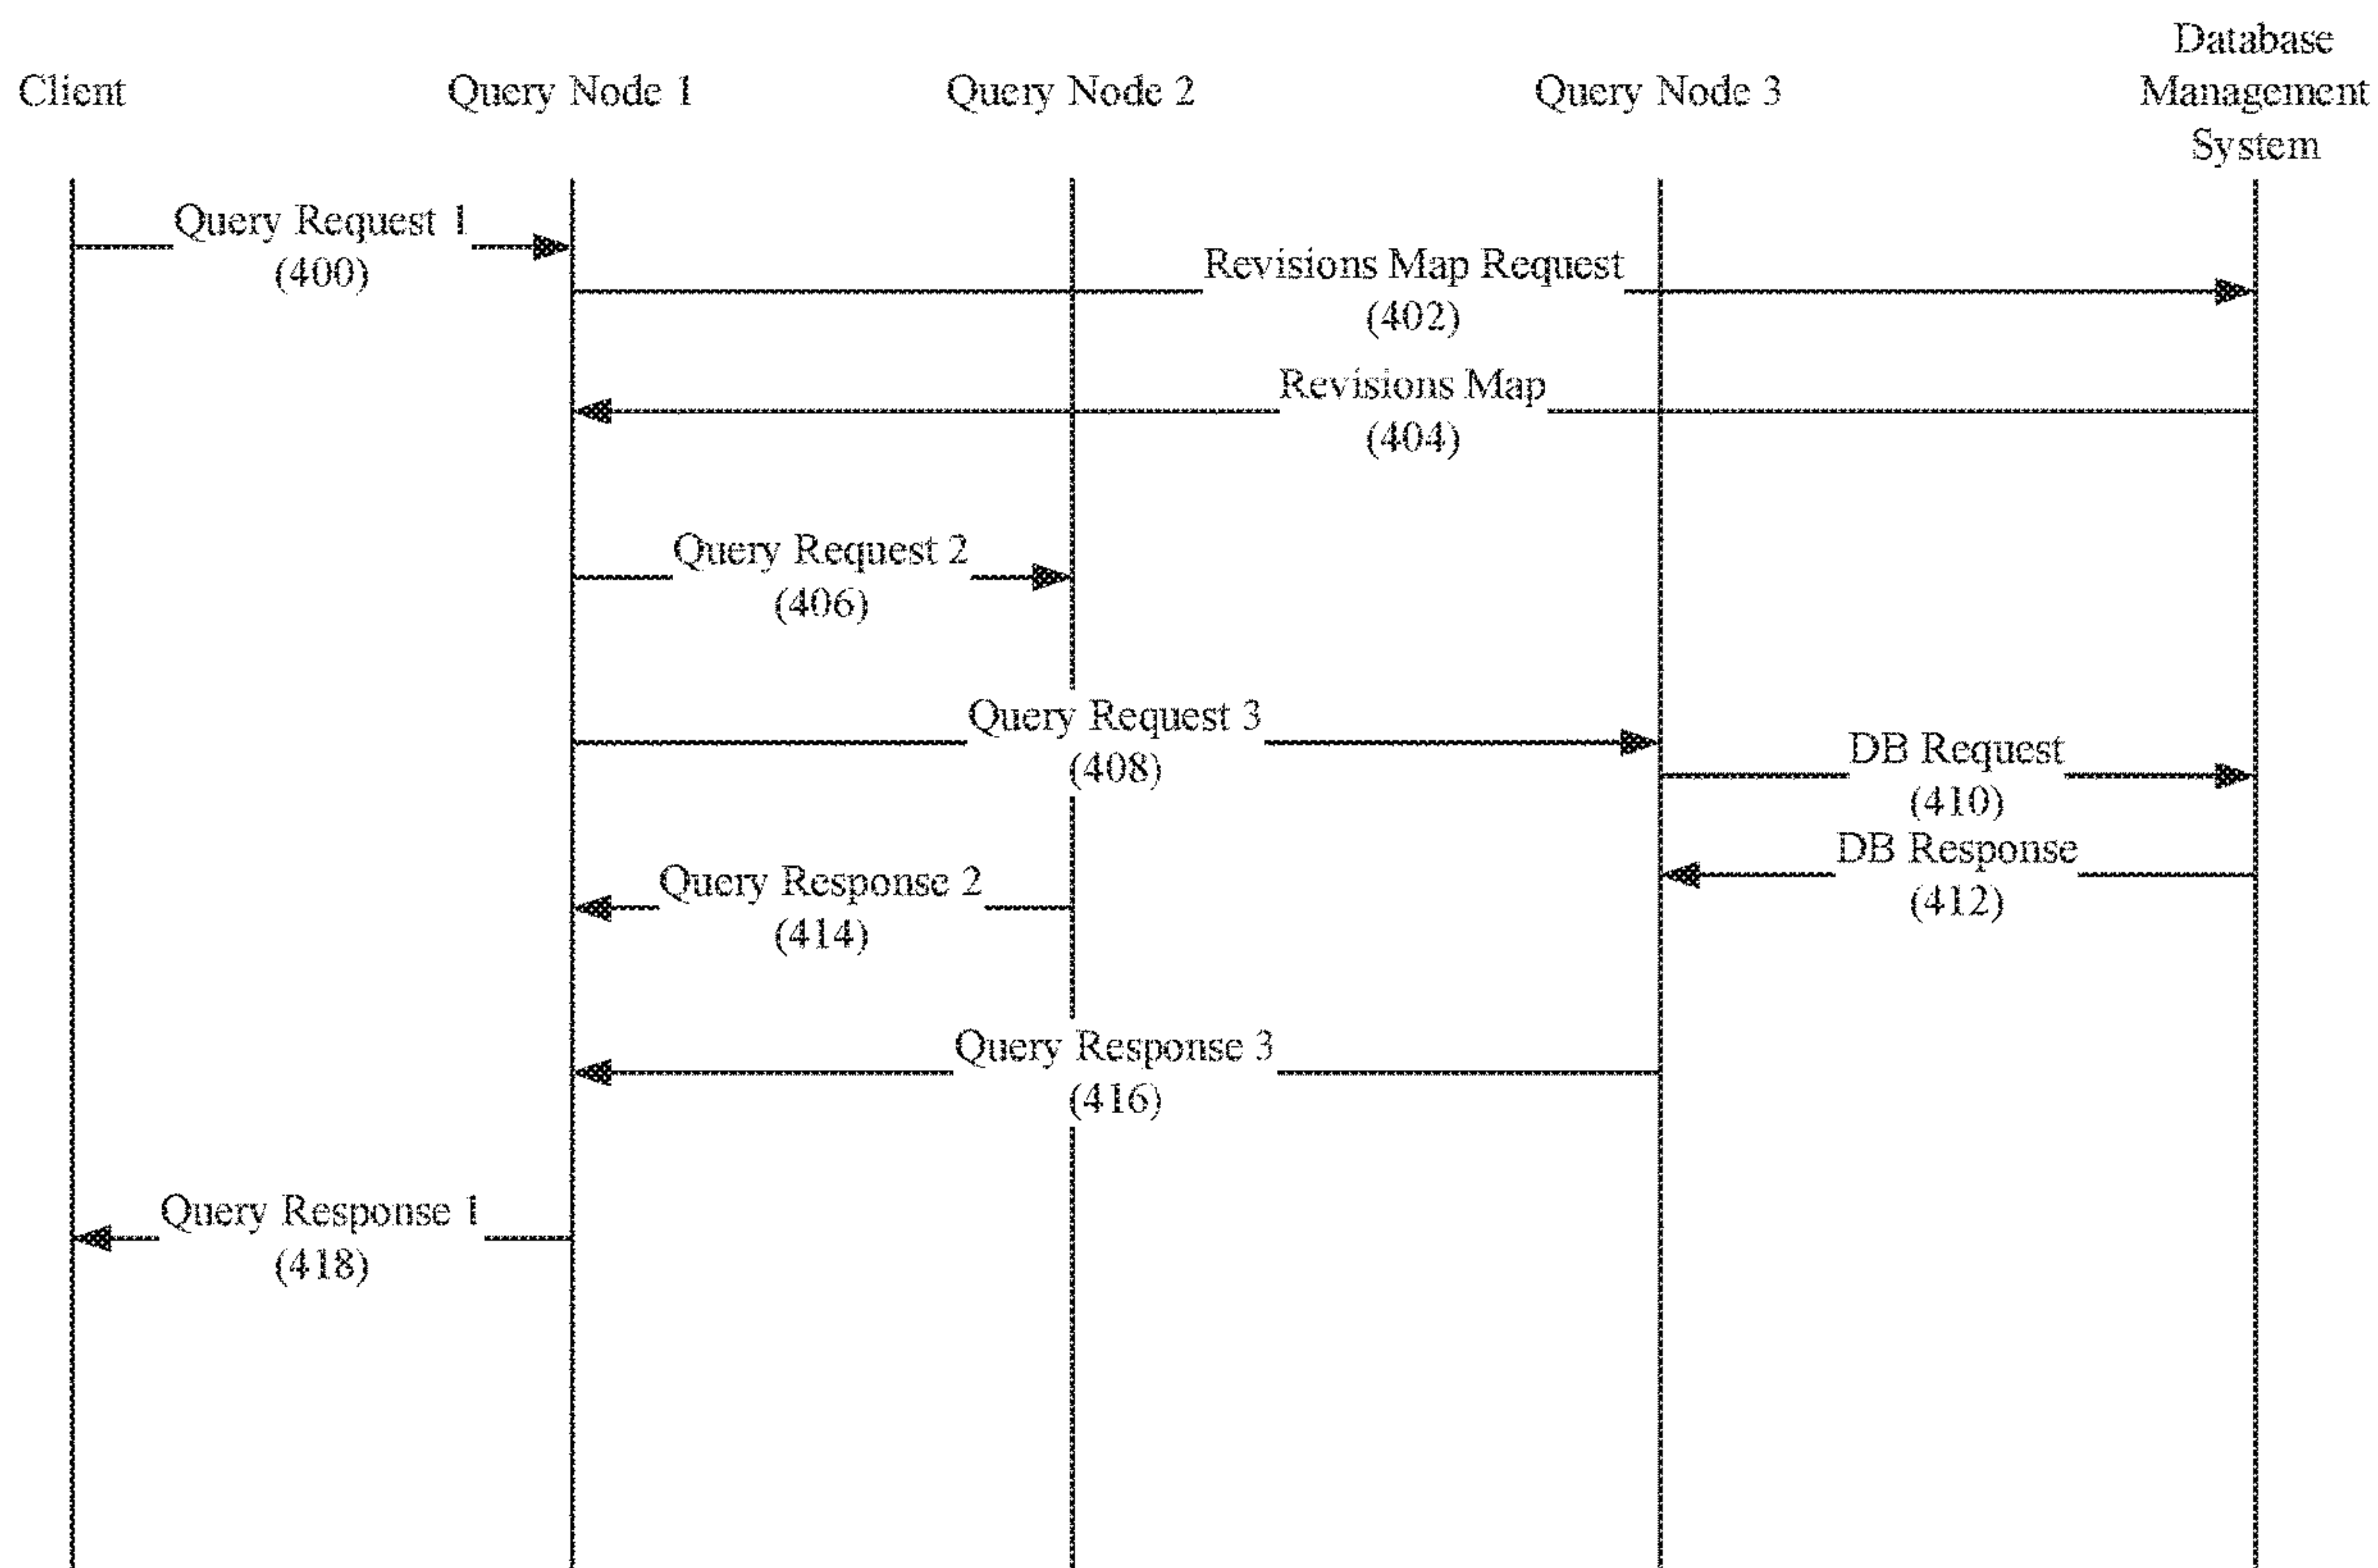 Client
Query Node 1
Query Node 2
Query Node 3
Database
Management
System
Query Request 1
(400)
Revisions Map Request
(402)
Revisions Map
(404)
Query Request 2
(406)
Query Request 3
(408)
DB Request
(410)
DB Response
(412)
Query Response 2
(414)
Query Response 3
(416)
Query Response 1
(418)